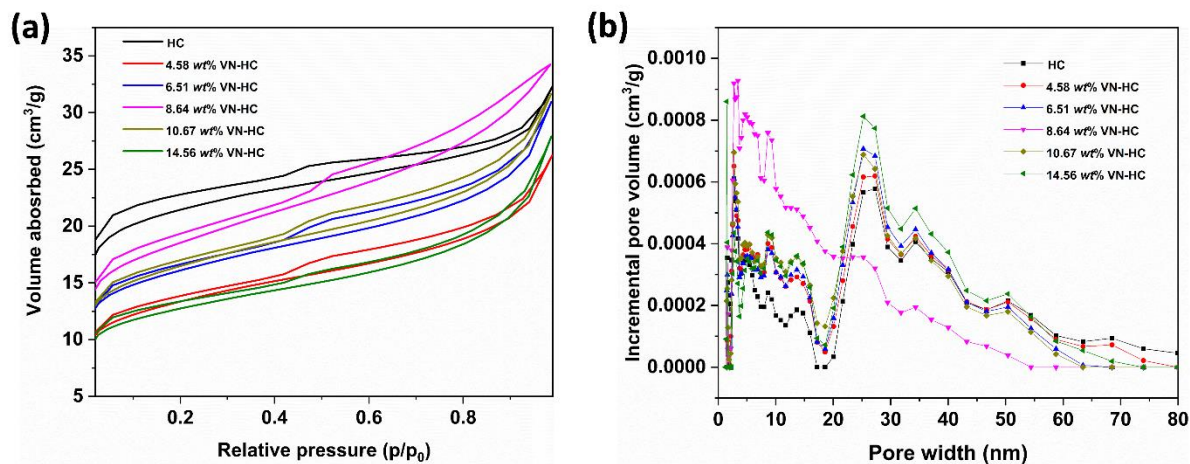 (a)
Volume abosrbed (cm³/g)
35
30
25
20
15
10
5
HC
4.58 wt% VN-HC
6.51 wt% VN-HC
8.64 wt% VN-HC
10.67 wt% VN-HC
14.56 wt% VN-HC
0.2
0.4
0.6
0.8
Relative pressure (p/p₀)
(b)
Incremental pore volume (cm³/g)
0.0010
0.0008
0.0006
0.0004
0.0002
0.0000
HC
4.58 wt% VN-HC
6.51 wt% VN-HC
8.64 wt% VN-HC
10.67 wt% VN-HC
14.56 wt% VN-HC
0
10
20
30
40
50
60
70
80
Pore width (nm)